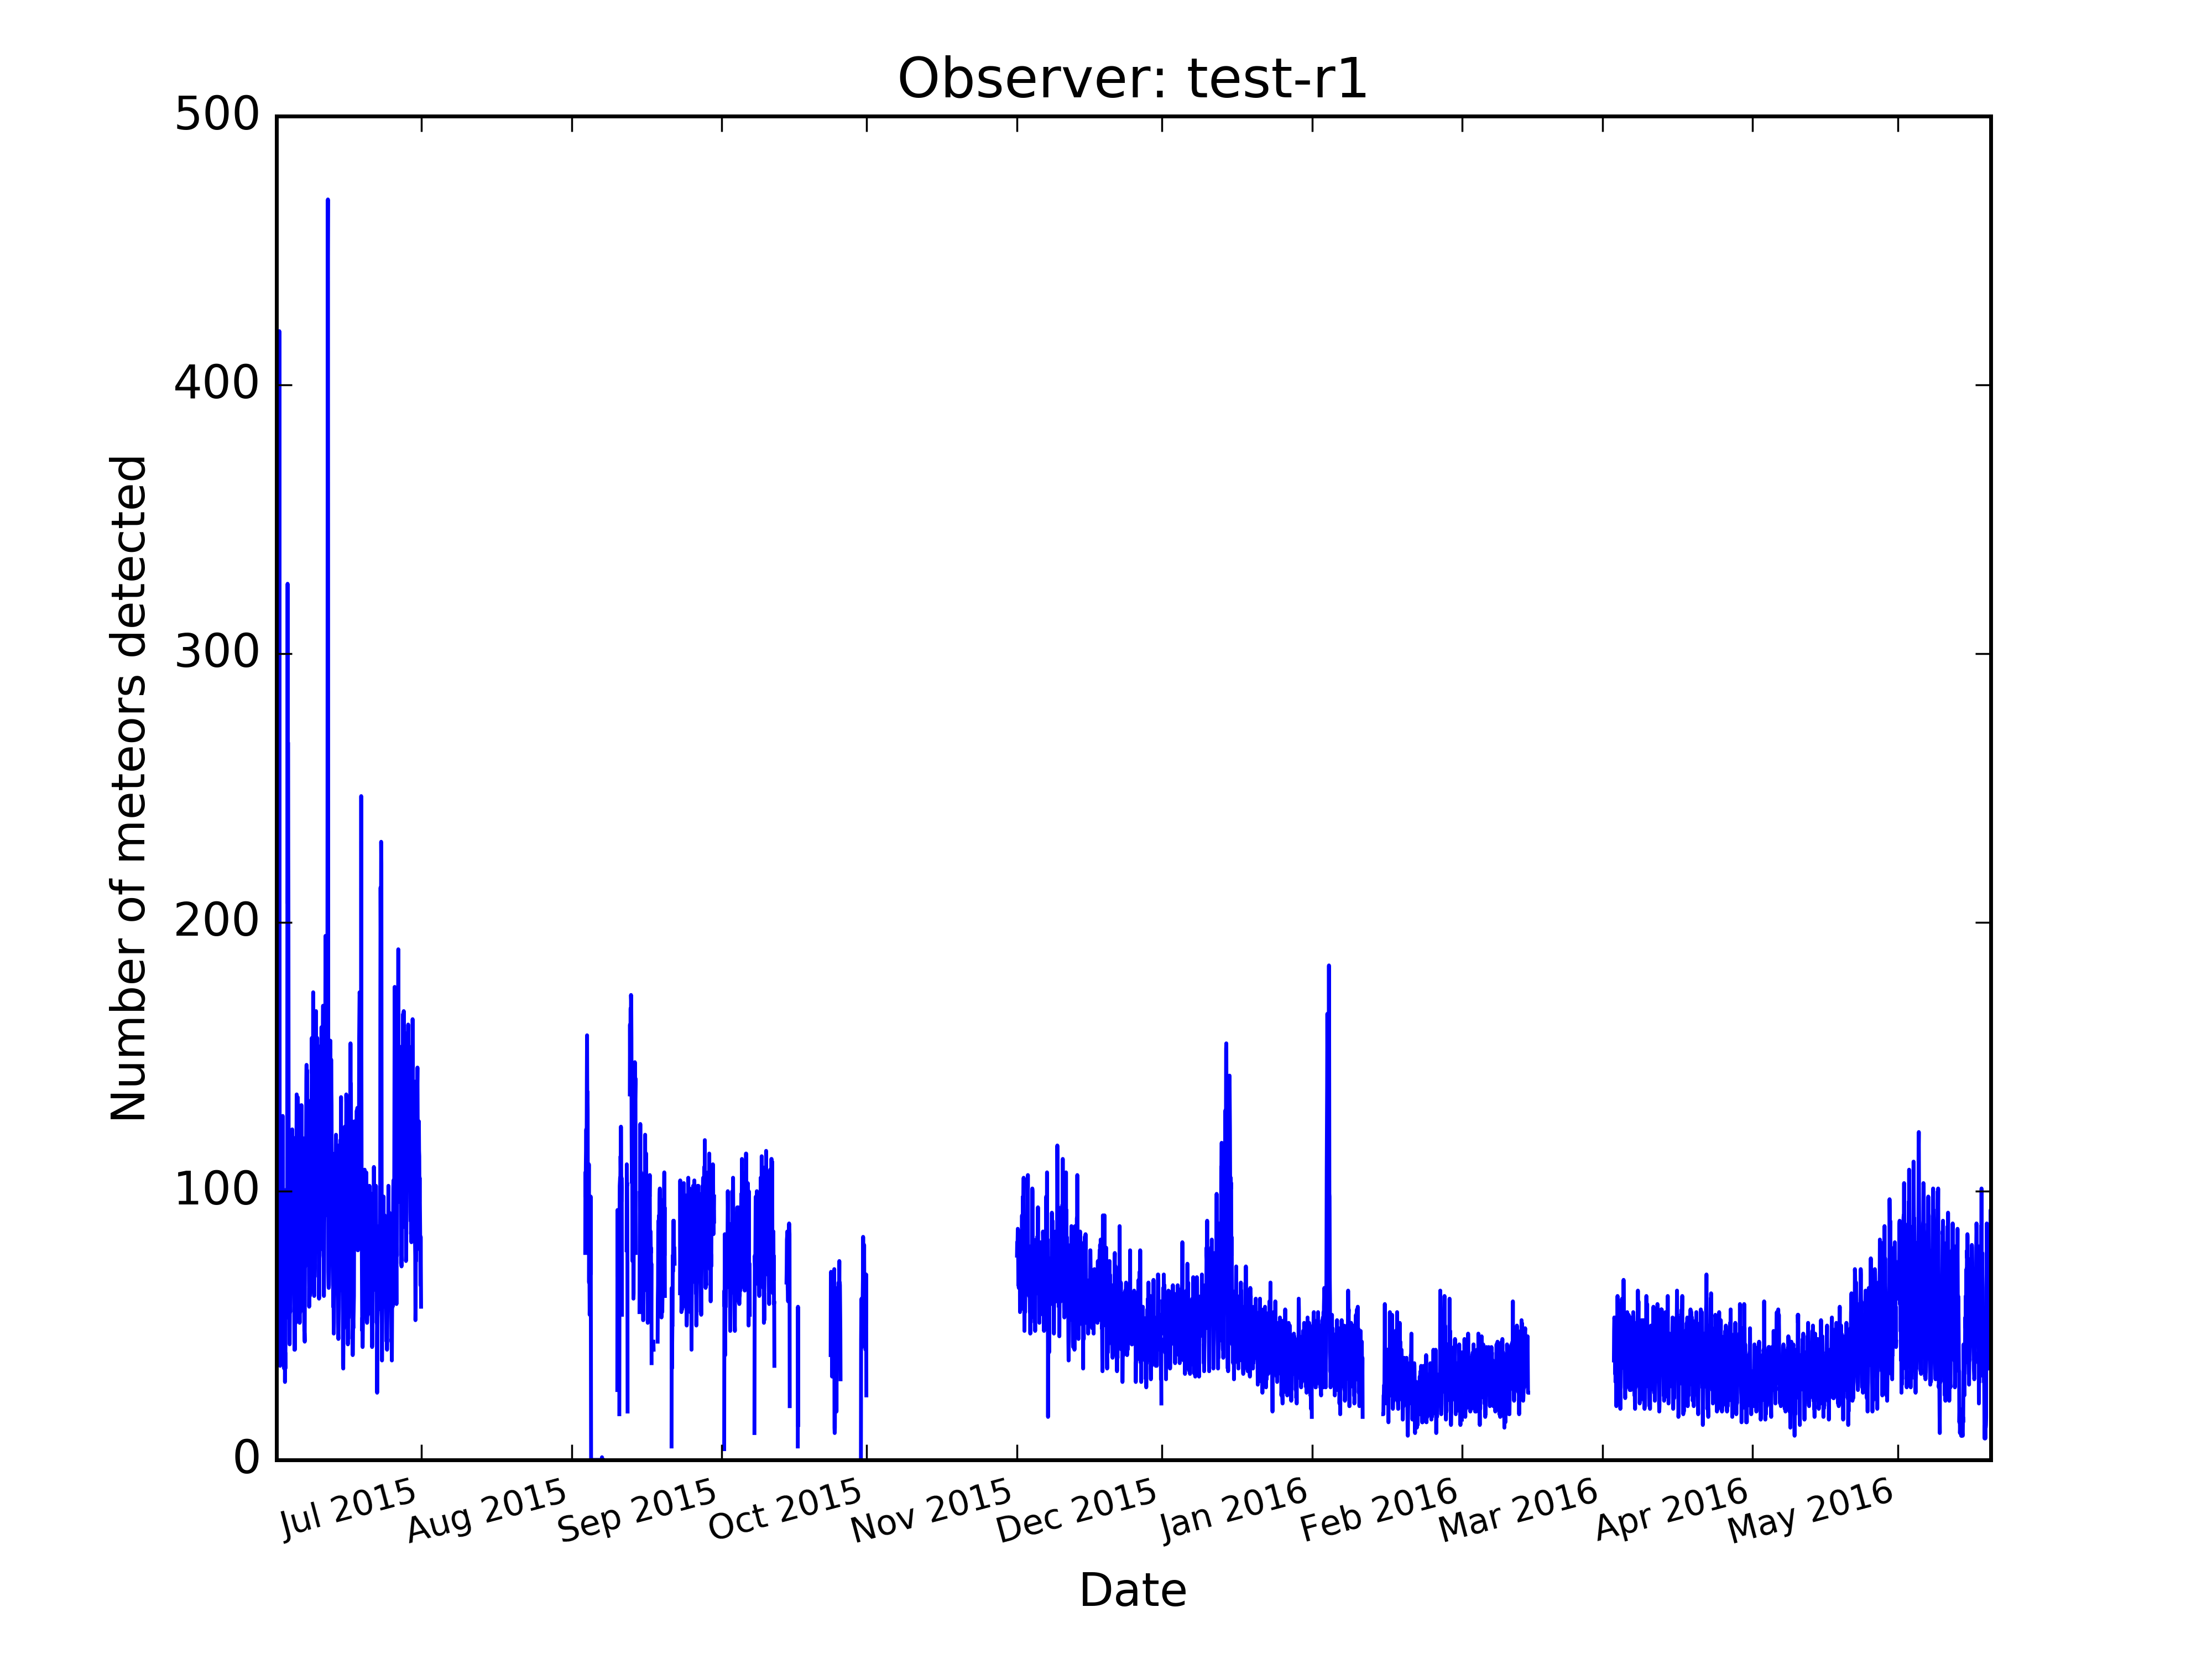 Observer: test-r1
500
400
300
200
100
0
Number of meteors detected
Jul 2015
Aug 2015
Sep 2015
Oct 2015
Nov 2015
Dec 2015
Jan 2016
Feb 2016
Mar 2016
Apr 2016
May 2016
Date